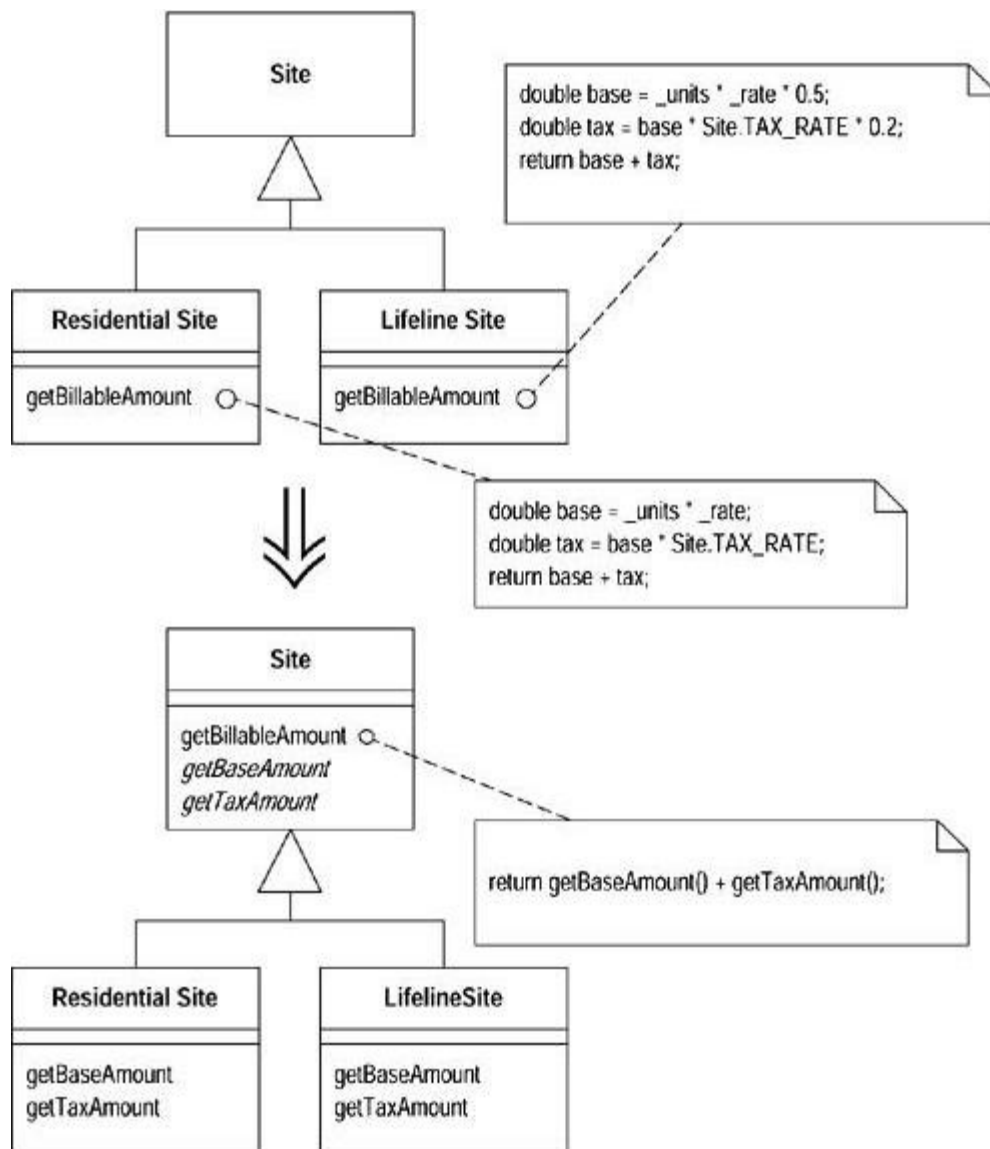 Site
double base = _units * _rate * 0.5;
double tax = base * Site.TAX_RATE * 0.2;
return base + tax;
Residential Site
getBillableAmount
Lifeline Site
getBillableAmount
double base = _units * _rate;
double tax = base * Site.TAX_RATE;
return base + tax;
Site
getBillableAmount
getBaseAmount
getTaxAmount
return getBaseAmount() + getTaxAmount();
Residential Site
getBaseAmount
getTaxAmount
LifelineSite
getBaseAmount
getTaxAmount